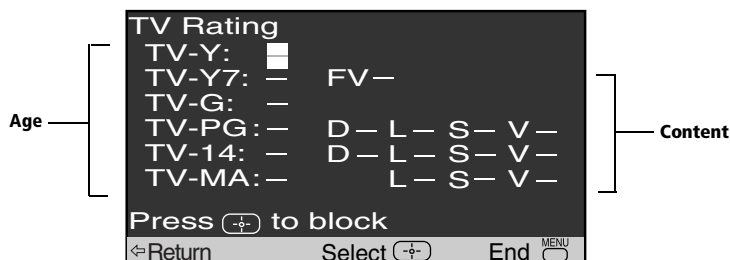 TV Rating
TV-Y: –
TV-Y7: – FV –
TV-G: –
TV-PG: – D – L – S – V –
TV-14: – D – L – S – V –
TV-MA: – L – S – V –
Age
Content
Press to block
Return Select End MENU